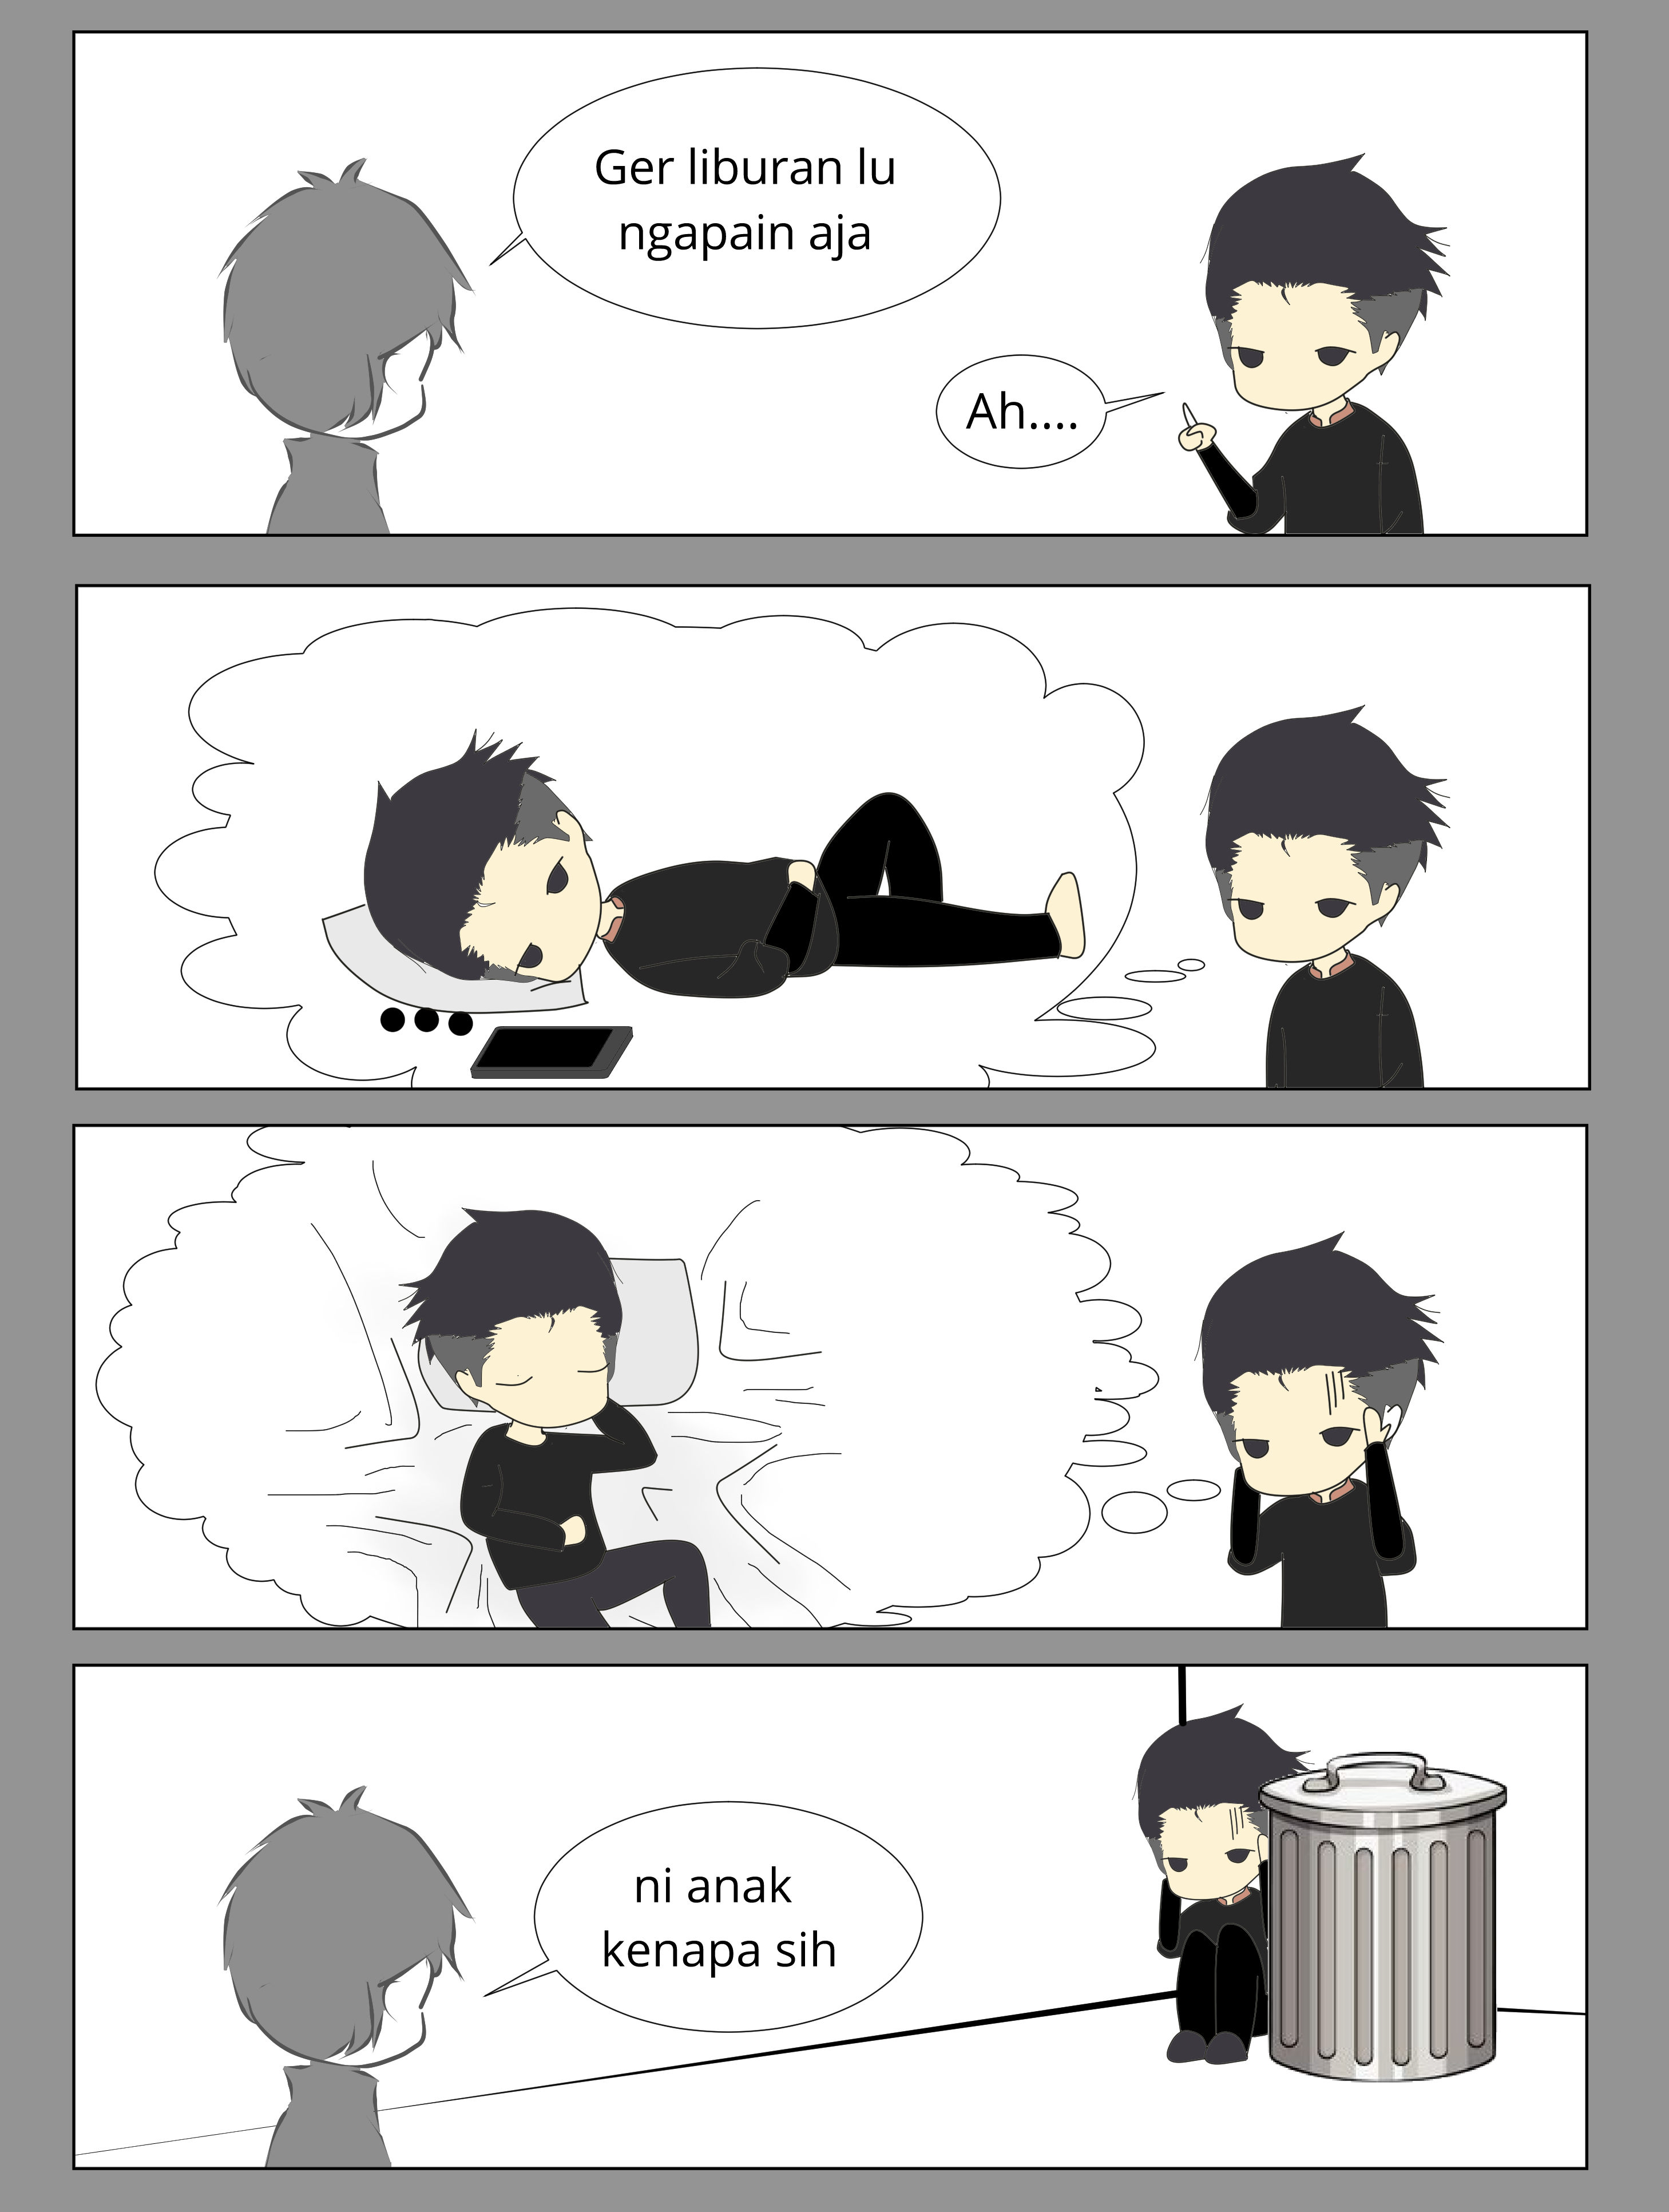 Ger liburan lu
ngapain aja
Ah....
ni anak
kenapa sih